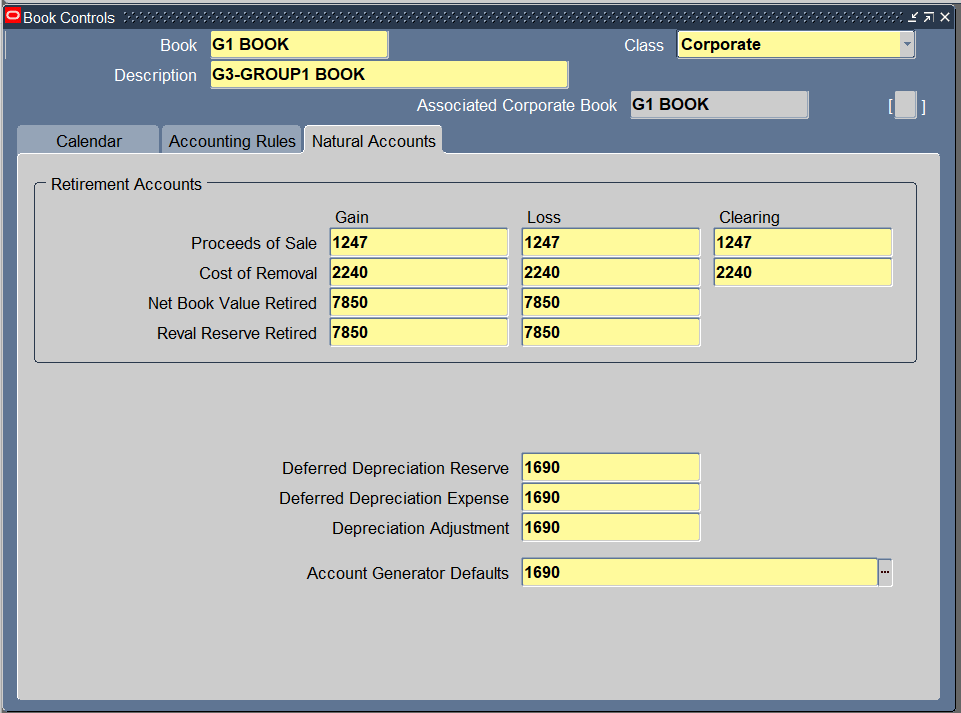 Book Controls
Book G1 BOOK Class Corporate
Description G3-GROUP1 BOOK
Associated Corporate Book G1 BOOK [ ]
Calendar Accounting Rules Natural Accounts
Retirement Accounts
Gain Loss Clearing
Proceeds of Sale 1247 1247 1247
Cost of Removal 2240 2240 2240
Net Book Value Retired 7850 7850
Reval Reserve Retired 7850 7850
Deferred Depreciation Reserve 1690
Deferred Depreciation Expense 1690
Depreciation Adjustment 1690
Account Generator Defaults 1690 ...